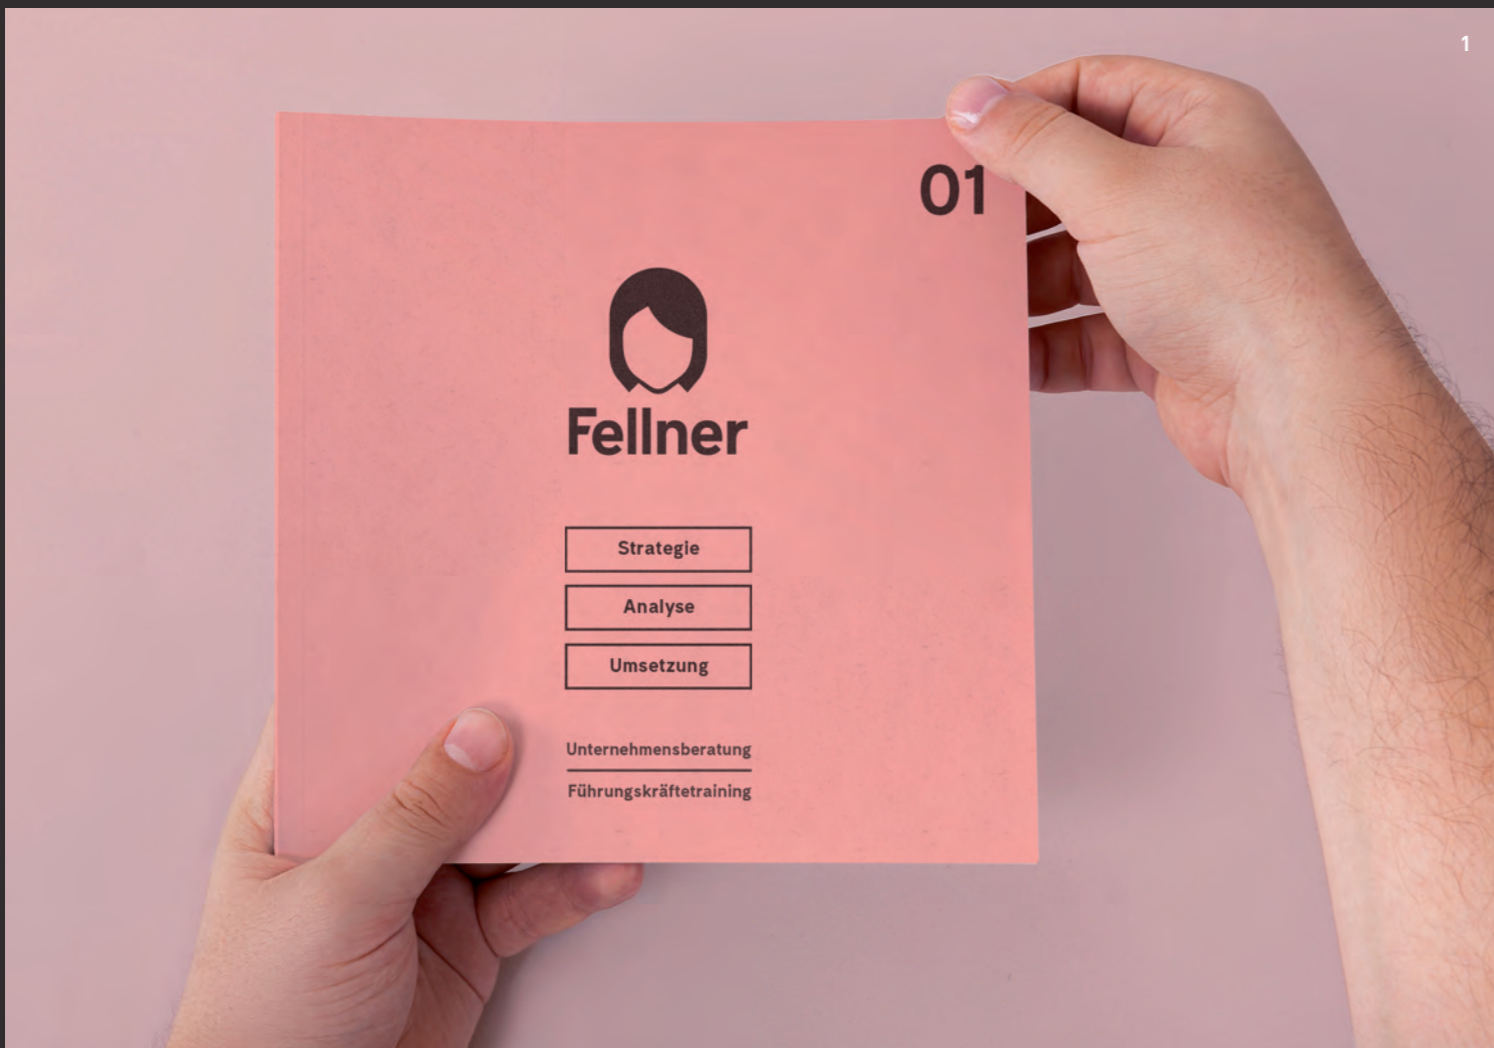 1
01
Fellner
Strategie
Analyse
Umsetzung
Unternehmensberatung
Führungskräftetraining